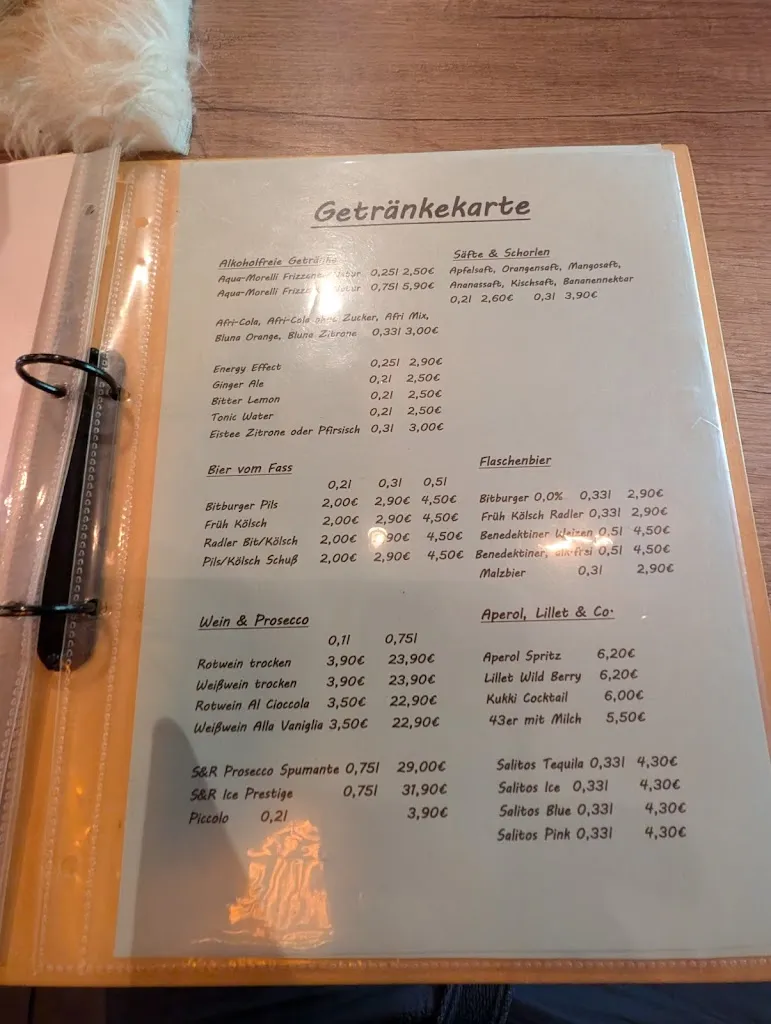 Getränkekarte
Alkoholfreie Getränke
Aqua-Morelli Frizzante/Natur 0,25l 2,50€
Aqua-Morelli Frizzante/Natur 0,75l 5,90€
Afri-Cola, Afri-Cola ohne Zucker, Afri Mix,
Bluna Orange, Bluna Zitrone 0,33l 3,00€
Energy Effect 0,25l 2,90€
Ginger Ale 0,2l 2,50€
Bitter Lemon 0,2l 2,50€
Tonic Water 0,2l 2,50€
Eistee Zitrone oder Pfirsisch 0,3l 3,00€
Säfte & Schorlen
Apfelsaft, Orangensaft, Mangosaft,
Ananassaft, Kischsaft, Bananennektar
0,2l 2,60€ 0,3l 3,90€
Bier vom Fass
0,2l 0,3l 0,5l
Bitburger Pils 2,00€ 2,90€ 4,50€
Früh Kölsch 2,00€ 2,90€ 4,50€
Radler Bit/Kölsch 2,00€ 2,90€ 4,50€
Pils/Kölsch Schuß 2,00€ 2,90€ 4,50€
Flaschenbier
Bitburger 0,0% 0,33l 2,90€
Früh Kölsch Radler 0,33l 2,90€
Benedektiner Weizen 0,5l 4,50€
Benedektiner, alk-frei 0,5l 4,50€
Malzbier 0,3l 2,90€
Wein & Prosecco
0,1l 0,75l
Rotwein trocken 3,90€ 23,90€
Weißwein trocken 3,90€ 23,90€
Rotwein Al Cioccola 3,50€ 22,90€
Weißwein Alla Vaniglia 3,50€ 22,90€
S&R Prosecco Spumante 0,75l 29,00€
S&R Ice Prestige 0,75l 31,90€
Piccolo 0,2l 3,90€
Aperol, Lillet & Co.
Aperol Spritz 6,20€
Lillet Wild Berry 6,20€
Kukki Cocktail 6,00€
43er mit Milch 5,50€
Salitos Tequila 0,33l 4,30€
Salitos Ice 0,33l 4,30€
Salitos Blue 0,33l 4,30€
Salitos Pink 0,33l 4,30€